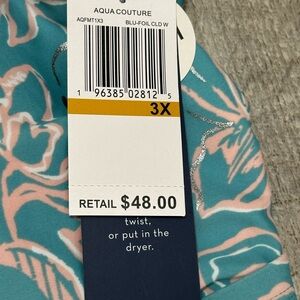 AQUA COUTURE
AQFMT1X3 BLU-FOIL CLD W
1 96385 02812 5
3X
RETAIL $48.00
twist,
or put in the
dryer.